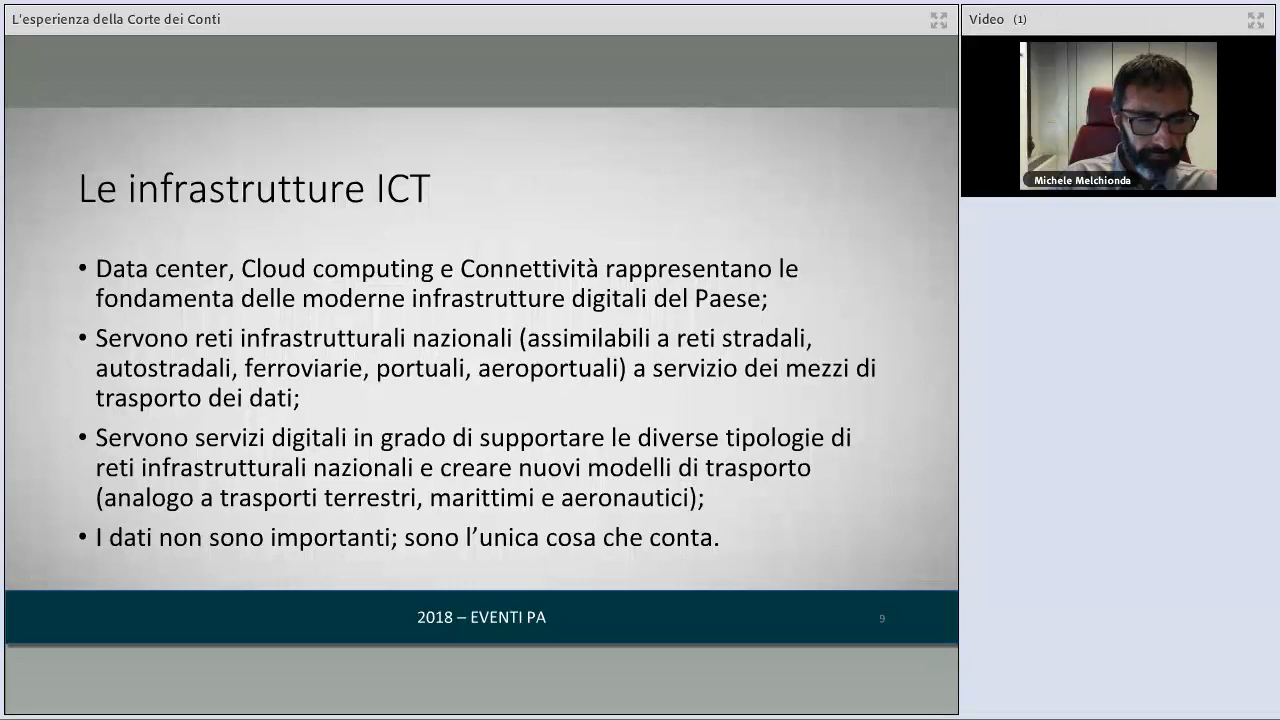 L'esperienza della Corte dei Conti
Video (1)
Michele Melchionda
Le infrastrutture ICT
• Data center, Cloud computing e Connettività rappresentano le
fondamenta delle moderne infrastrutture digitali del Paese;
• Servono reti infrastrutturali nazionali (assimilabili a reti stradali,
autostradali, ferroviarie, portuali, aeroportuali) a servizio dei mezzi di
trasporto dei dati;
• Servono servizi digitali in grado di supportare le diverse tipologie di
reti infrastrutturali nazionali e creare nuovi modelli di trasporto
(analogo a trasporti terrestri, marittimi e aeronautici);
• I dati non sono importanti; sono l’unica cosa che conta.
2018 – EVENTI PA
9